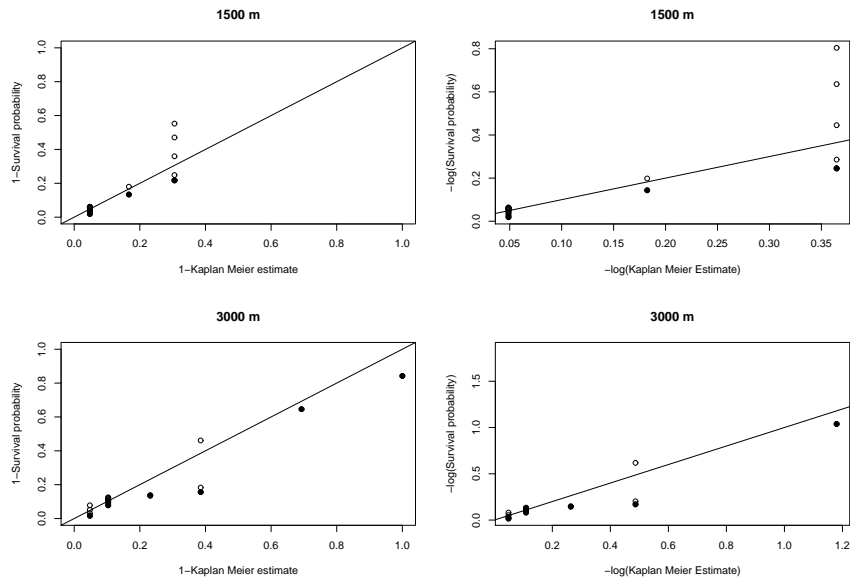 1500 m
1−Survival probability
0.0 0.2 0.4 0.6 0.8 1.0
0.0 0.2 0.4 0.6 0.8 1.0
1−Kaplan Meier estimate
1500 m
−log(Survival probability)
0.0 0.2 0.4 0.6 0.8
0.05 0.10 0.15 0.20 0.25 0.30 0.35
−log(Kaplan Meier Estimate)
3000 m
1−Survival probability
0.0 0.2 0.4 0.6 0.8 1.0
0.0 0.2 0.4 0.6 0.8 1.0
1−Kaplan Meier estimate
3000 m
−log(Survival probability)
0.0 0.5 1.0 1.5
0.2 0.4 0.6 0.8 1.0 1.2
−log(Kaplan Meier Estimate)